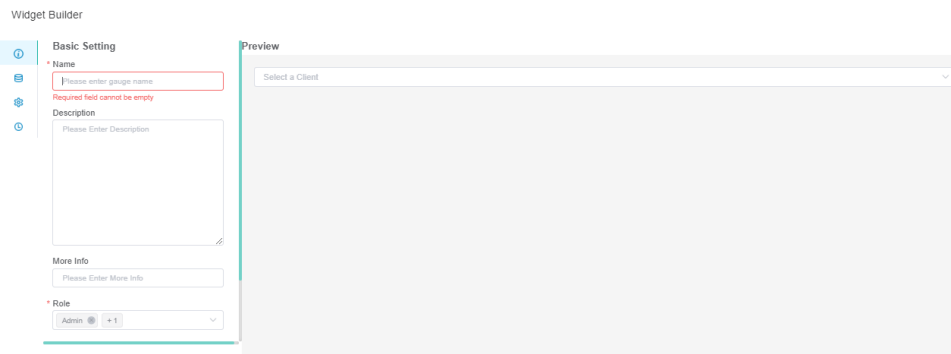 Widget Builder
Basic Setting
* Name
Please enter gauge name
Required field cannot be empty
Description
Please Enter Description
More Info
Please Enter More Info
* Role
Admin
+ 1
Preview
Select a Client